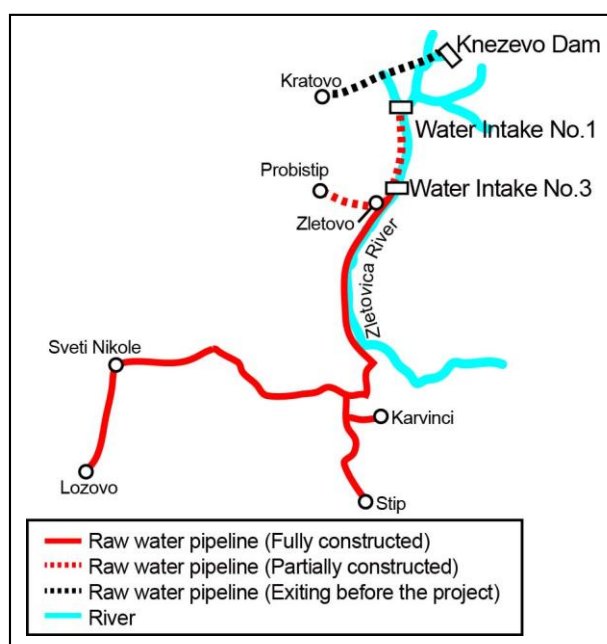 Knezevo Dam
Kratovo
Water Intake No.1
Probistip
Water Intake No.3
Zletovo
Zletovica River
Sveti Nikole
Karvinci
Lozovo
Stip
Raw water pipeline (Fully constructed)
Raw water pipeline (Partially constructed)
Raw water pipeline (Exiting before the project)
River